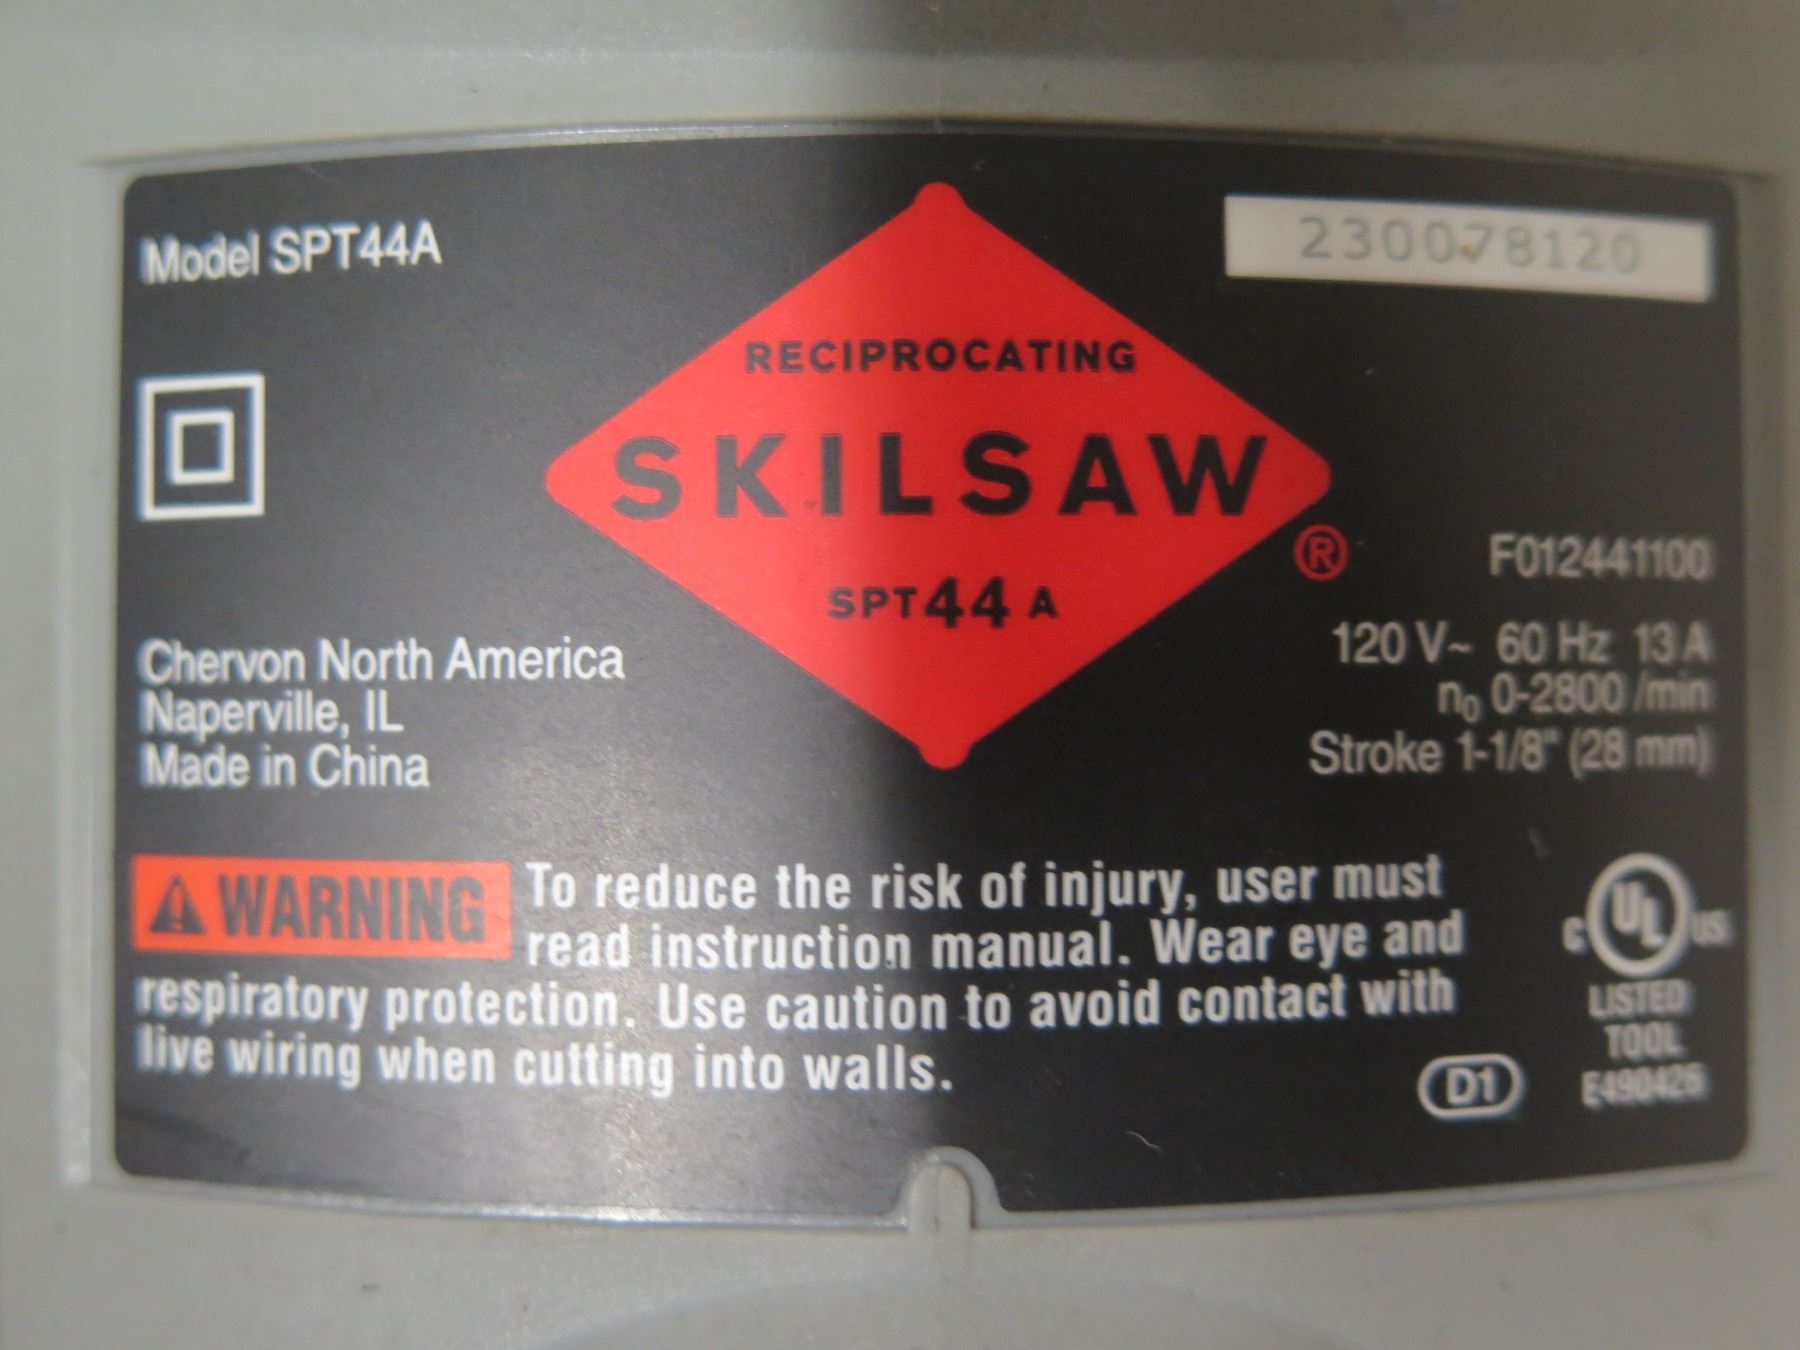 Model SPT44A
230078120
RECIPROCATING
SKILSAW
®
SPT44 A
F012441100
120 V~ 60 Hz 13 A
n0 0-2800 /min
Stroke 1-1/8" (28 mm)
Chervon North America
Naperville, IL
Made in China
WARNING To reduce the risk of injury, user must
read instruction manual. Wear eye and
respiratory protection. Use caution to avoid contact with
live wiring when cutting into walls.
C UL US
LISTED
TOOL
E490426
D1